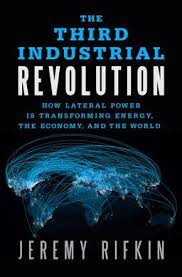 THE
THIRD
INDUSTRIAL
REVOLUTION
HOW LATERAL POWER
IS TRANSFORMING ENERGY,
THE ECONOMY, AND THE WORLD
JEREMY RIFKIN